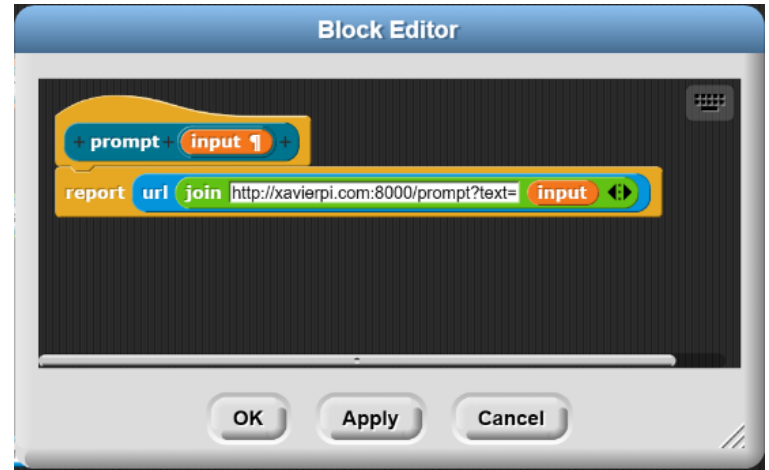 Block Editor
+ prompt + input ¶ +
report url join http://xavierpi.com:8000/prompt?text= input
OK Apply Cancel